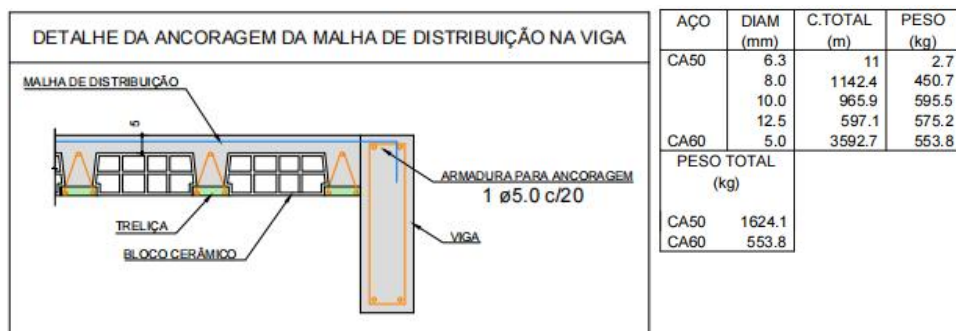 DETALHE DA ANCORAGEM DA MALHA DE DISTRIBUIÇÃO NA VIGA
MALHA DE DISTRIBUIÇÃO
5
ARMADURA PARA ANCORAGEM
1 ø5.0 c/20
TRELIÇA
VIGA
BLOCO CERÂMICO
AÇO DIAM C.TOTAL PESO
(mm) (m) (kg)
CA50 6.3 11 2.7
8.0 1142.4 450.7
10.0 965.9 595.5
12.5 597.1 575.2
CA60 5.0 3592.7 553.8
PESO TOTAL
(kg)
CA50 1624.1
CA60 553.8